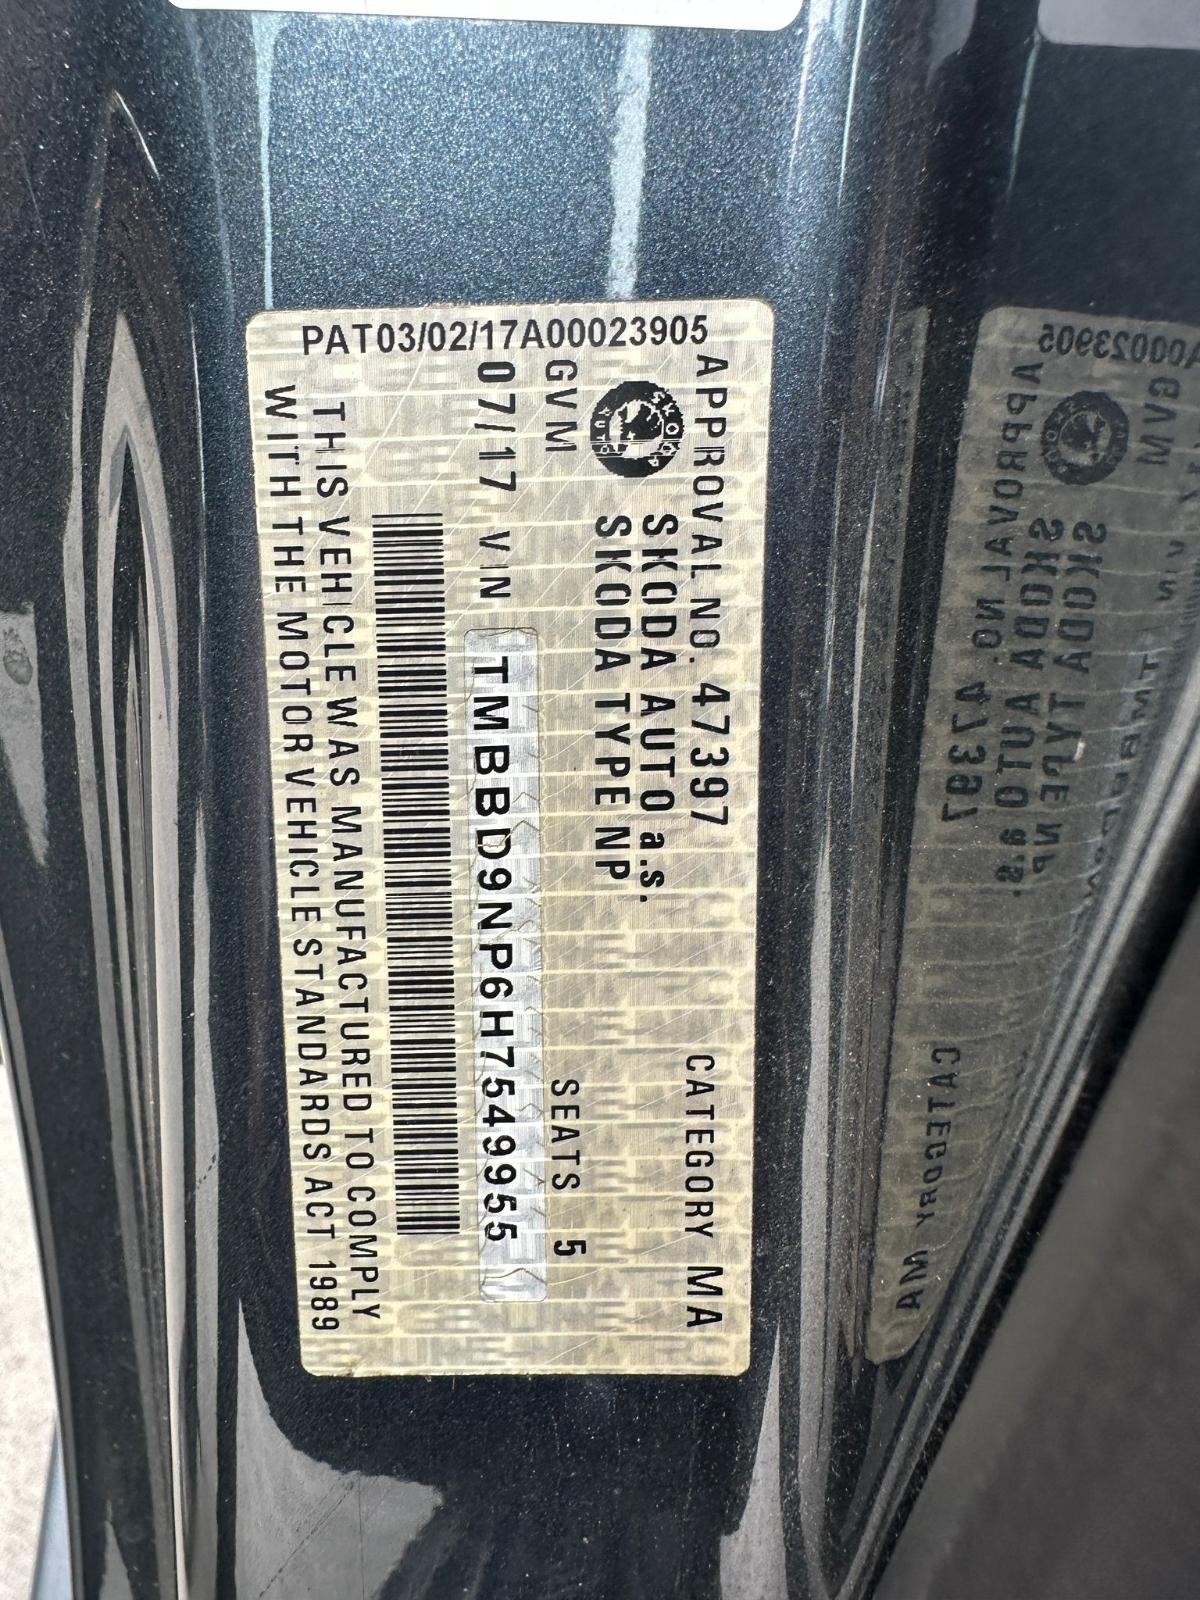 PAT03/02/17A00023905
APPROVAL NO. 47397 CATEGORY MA
SKODA AUTO a.s.
SKODA TYPE NP
GVM SEATS 5
07/17 VIN TMBBD9NP6H7549955
THIS VEHICLE WAS MANUFACTURED TO COMPLY
WITH THE MOTOR VEHICLE STANDARDS ACT 1989